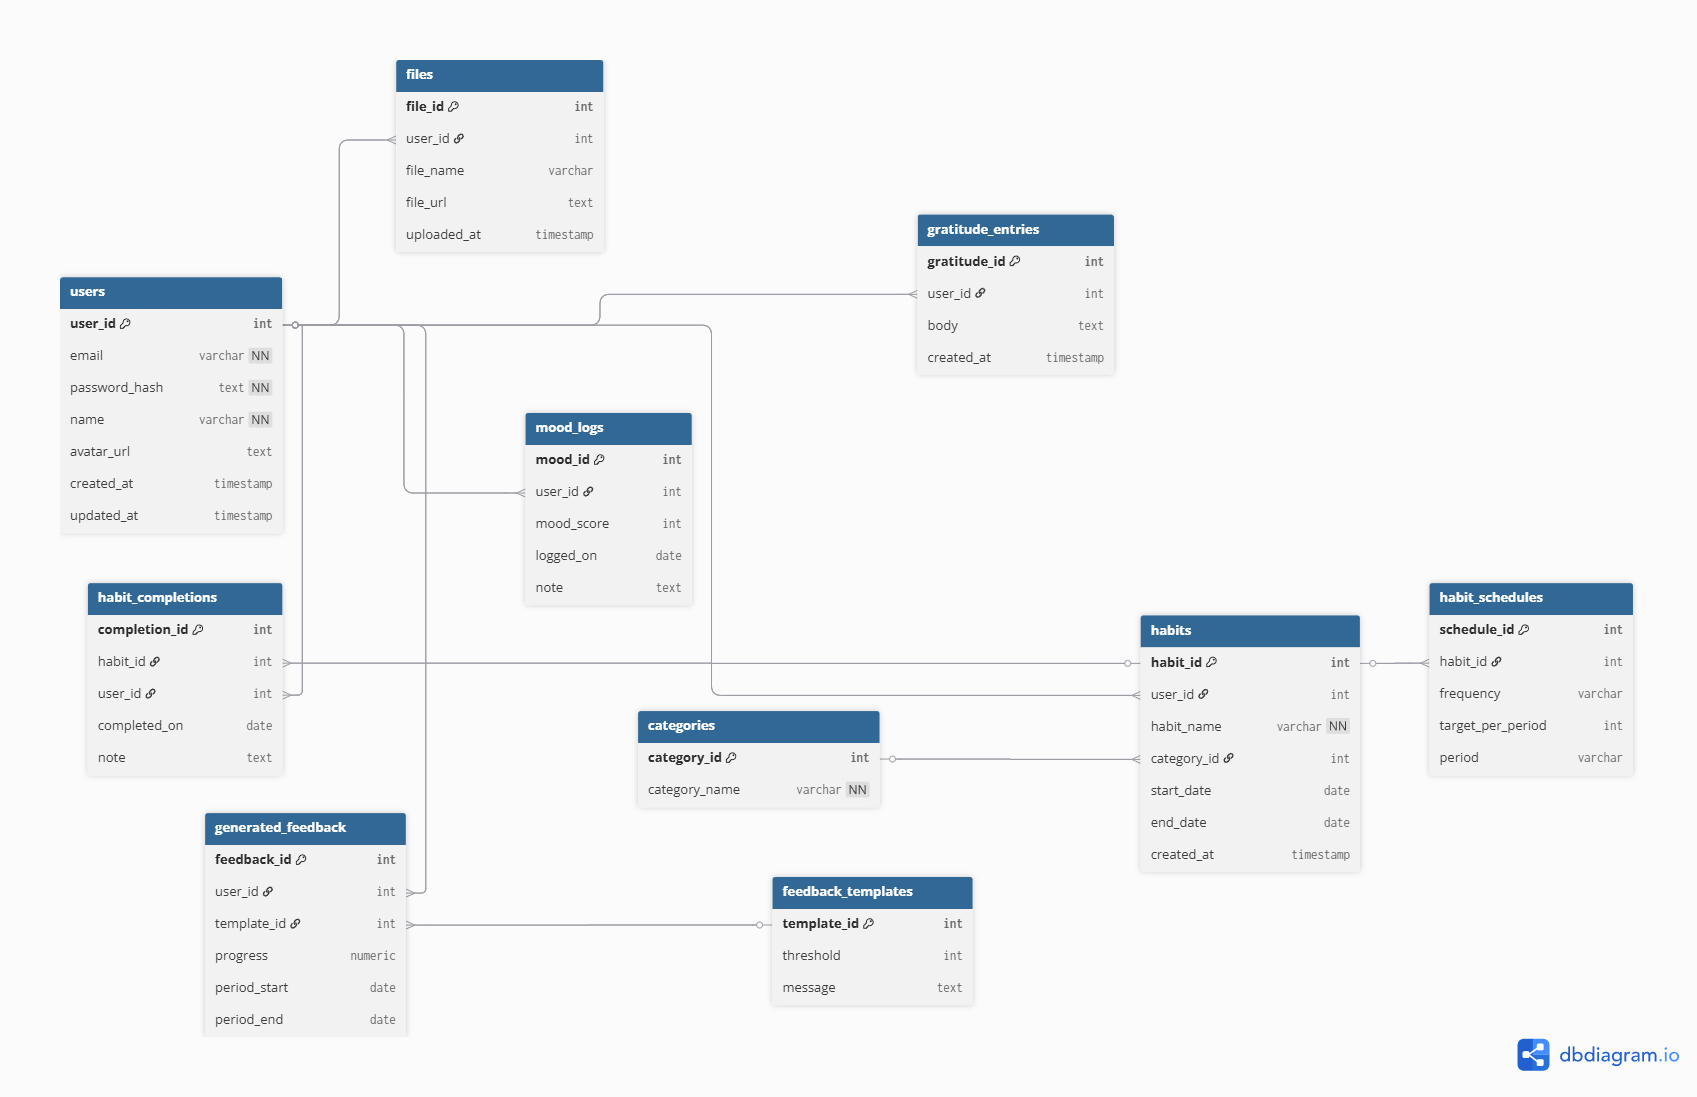 files
file_id int
user_id int
file_name varchar
file_url text
uploaded_at timestamp
gratitude_entries
gratitude_id int
user_id int
body text
created_at timestamp
users
user_id int
email varchar NN
password_hash text NN
name varchar NN
avatar_url text
created_at timestamp
updated_at timestamp
mood_logs
mood_id int
user_id int
mood_score int
logged_on date
note text
habit_completions
completion_id int
habit_id int
user_id int
completed_on date
note text
habits
habit_id int
user_id int
habit_name varchar NN
category_id int
start_date date
end_date date
created_at timestamp
habit_schedules
schedule_id int
habit_id int
frequency varchar
target_per_period int
period varchar
categories
category_id int
category_name varchar NN
generated_feedback
feedback_id int
user_id int
template_id int
progress numeric
period_start date
period_end date
feedback_templates
template_id int
threshold int
message text
dbdiagram.io